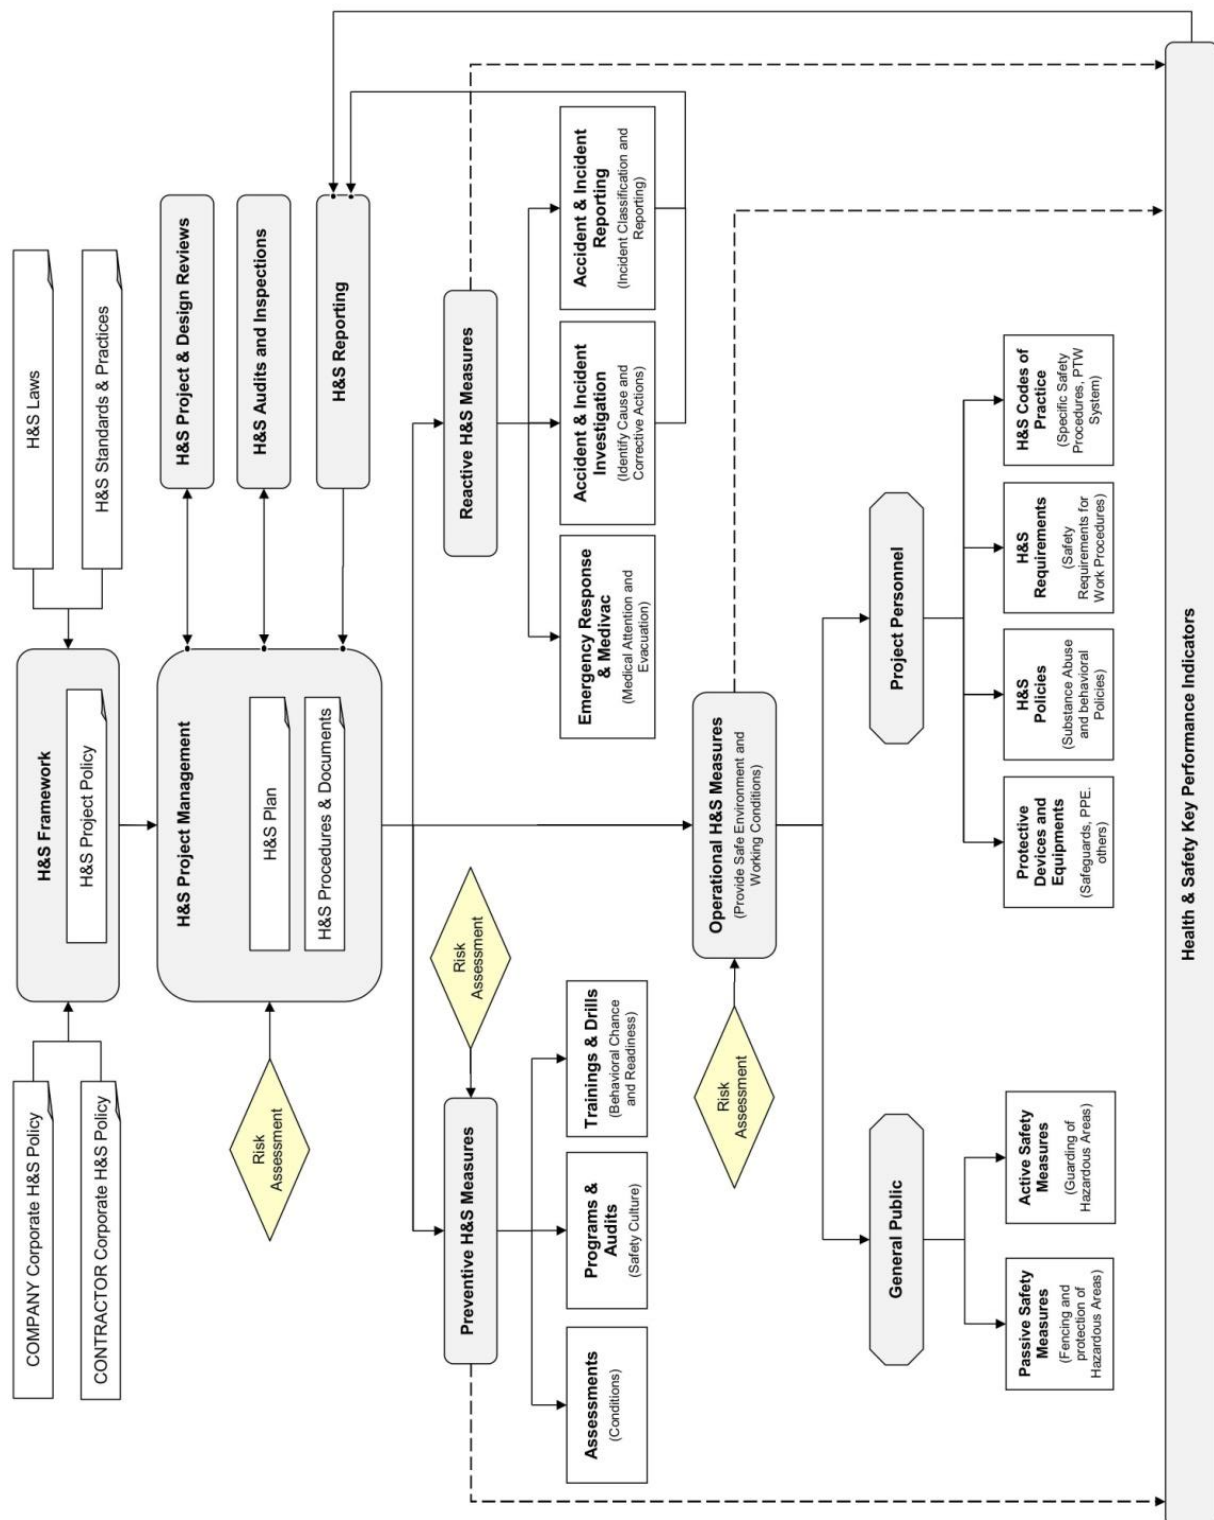 COMPANY Corporate H&S Policy
CONTRACTOR Corporate H&S Policy
H&S Framework
H&S Project Policy
H&S Laws
H&S Standards & Practices
Risk
Assessment
H&S Project Management
H&S Plan
H&S Procedures & Documents
H&S Project & Design Reviews
H&S Audits and Inspections
H&S Reporting
Preventive H&S Measures
Risk
Assessment
Reactive H&S Measures
Assessments
(Conditions)
Programs &
Audits
(Safety Culture)
Trainings & Drills
(Behavioral Chance
and Readiness)
Emergency Response
& Medivac
(Medical Attention and
Evacuation)
Accident & Incident
Investigation
(Identify Cause and
Corrective Actions)
Accident & Incident
Reporting
(Incident Classification and
Reporting)
Risk
Assessment
Operational H&S Measures
(Provide Safe Environment and
Working Conditions)
General Public
Project Personnel
Passive Safety
Measures
(Fencing and
protection of
Hazardous Areas)
Active Safety
Measures
(Guarding of
Hazardous Areas)
Protective
Devices and
Equipments
(Safeguards, PPE.
others)
H&S
Policies
(Substance Abuse
and behavioral
Policies)
H&S
Requirements
(Safety
Requirements for
Work Procedures)
H&S Codes of
Practice
(Specific Safety
Procedures, PTW
System)
Health & Safety Key Performance Indicators